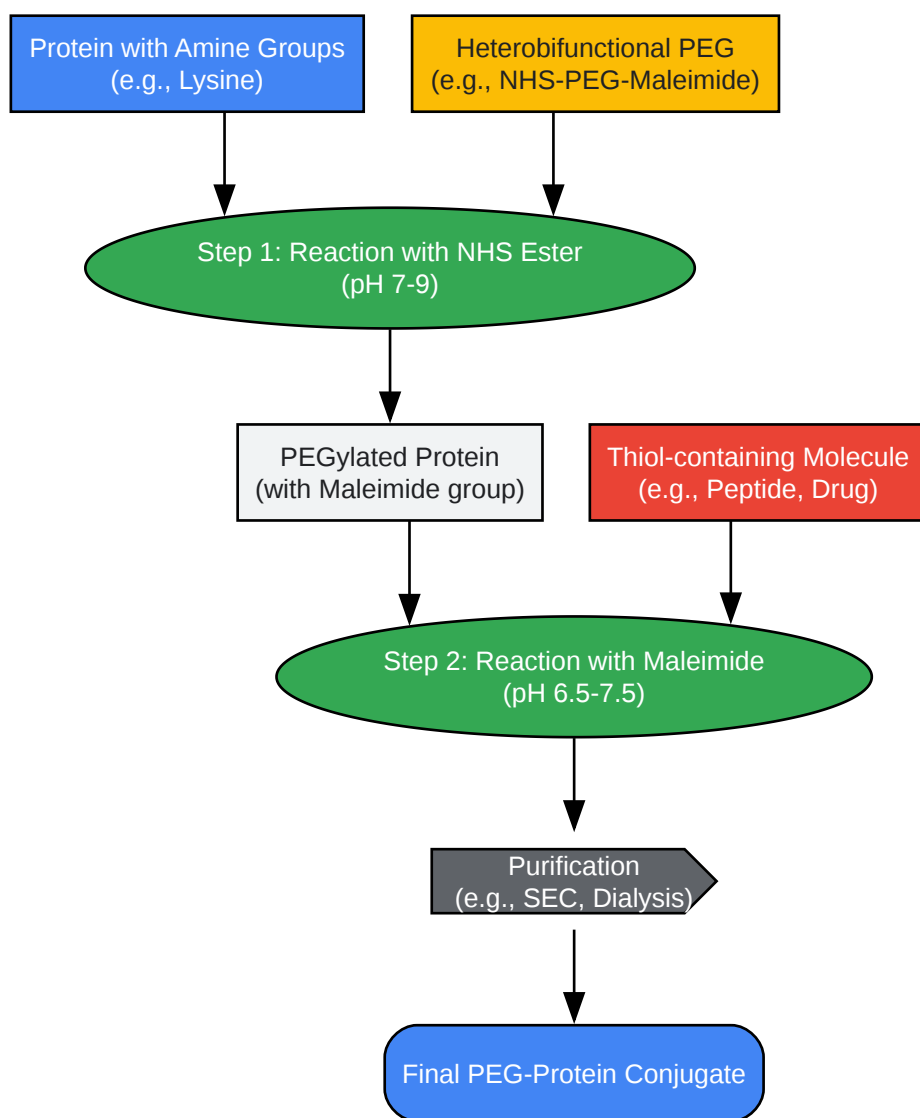 Protein with Amine Groups
(e.g., Lysine)
Heterobifunctional PEG
(e.g., NHS-PEG-Maleimide)
Step 1: Reaction with NHS Ester
(pH 7-9)
PEGylated Protein
(with Maleimide group)
Thiol-containing Molecule
(e.g., Peptide, Drug)
Step 2: Reaction with Maleimide
(pH 6.5-7.5)
Purification
(e.g., SEC, Dialysis)
Final PEG-Protein Conjugate